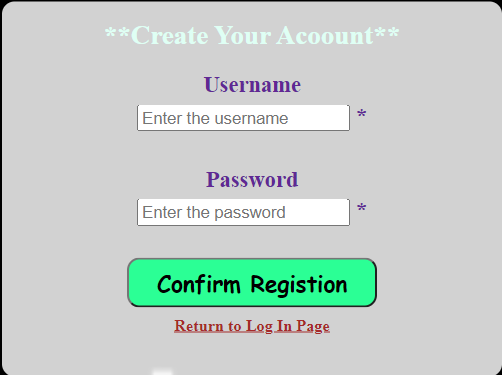 **Create Your Acoount**
Username
Enter the username *
Password
Enter the password *
Confirm Registion
Return to Log In Page